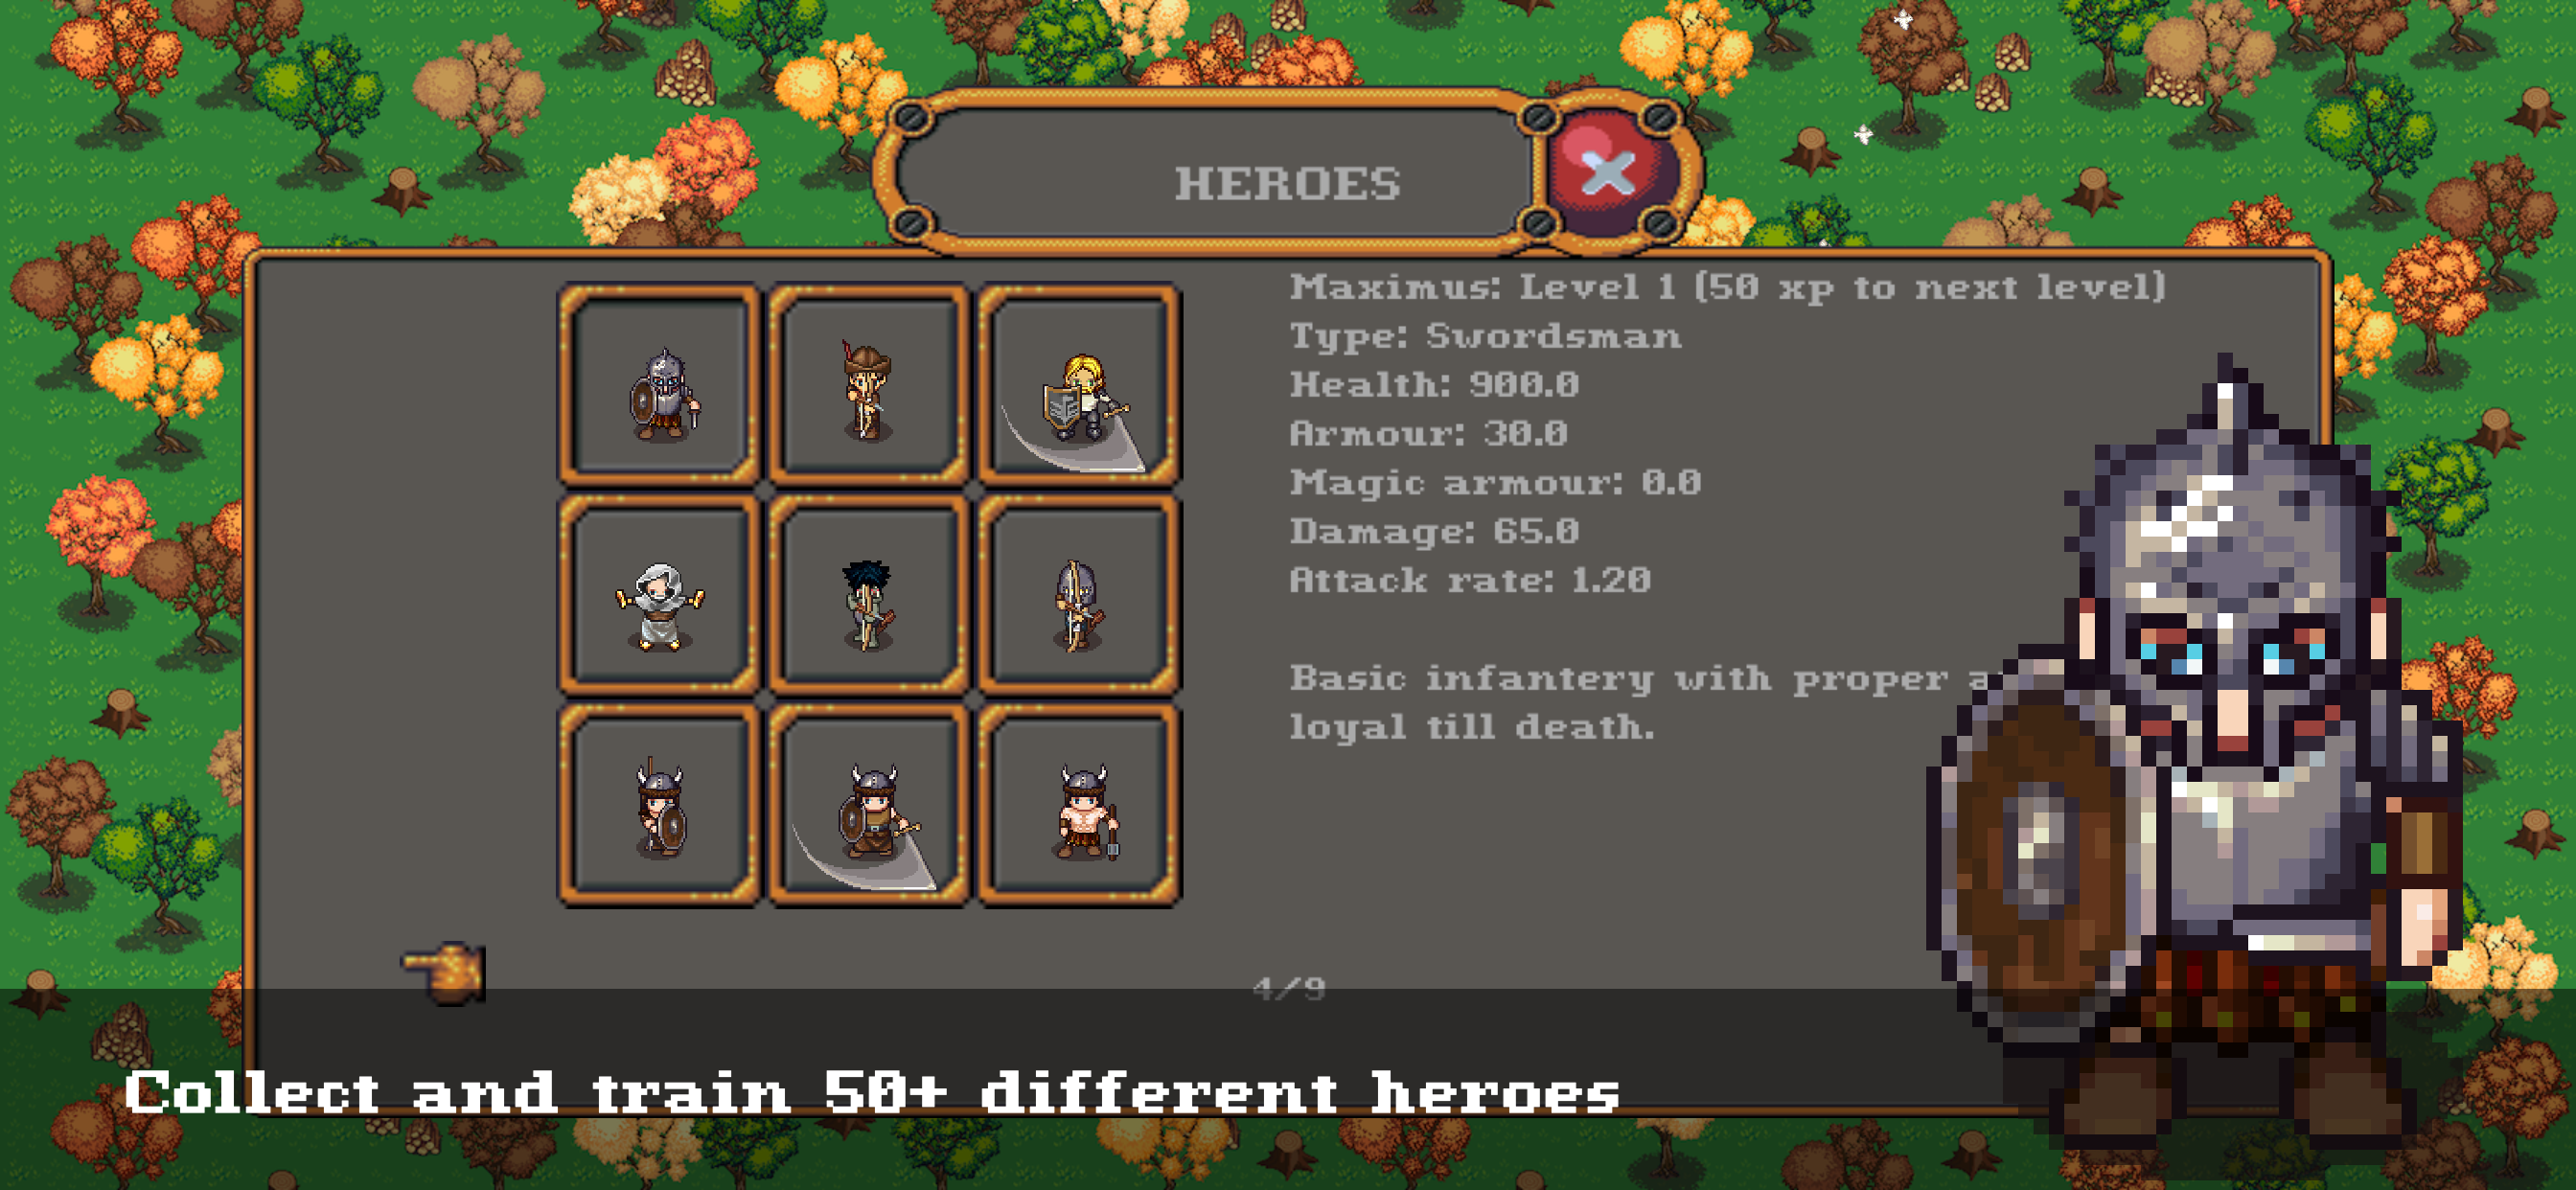 HEROES
Maximus: Level 1 (50 xp to next level)
Type: Swordsman
Health: 900.0
Armour: 30.0
Magic armour: 0.0
Damage: 65.0
Attack rate: 1.20
Basic infantery with proper
loyal till death.
4/9
Collect and train 50+ different heroes